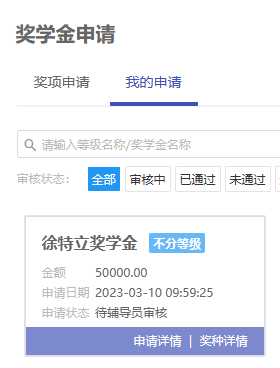 奖学金申请
奖项申请 我的申请
请输入等级名称/奖学金名称
审核状态： 全部 审核中 已通过 未通过
徐特立奖学金 不分等级
金额 50000.00
申请日期 2023-03-10 09:59:25
申请状态 待辅导员审核
申请详情 | 奖种详情